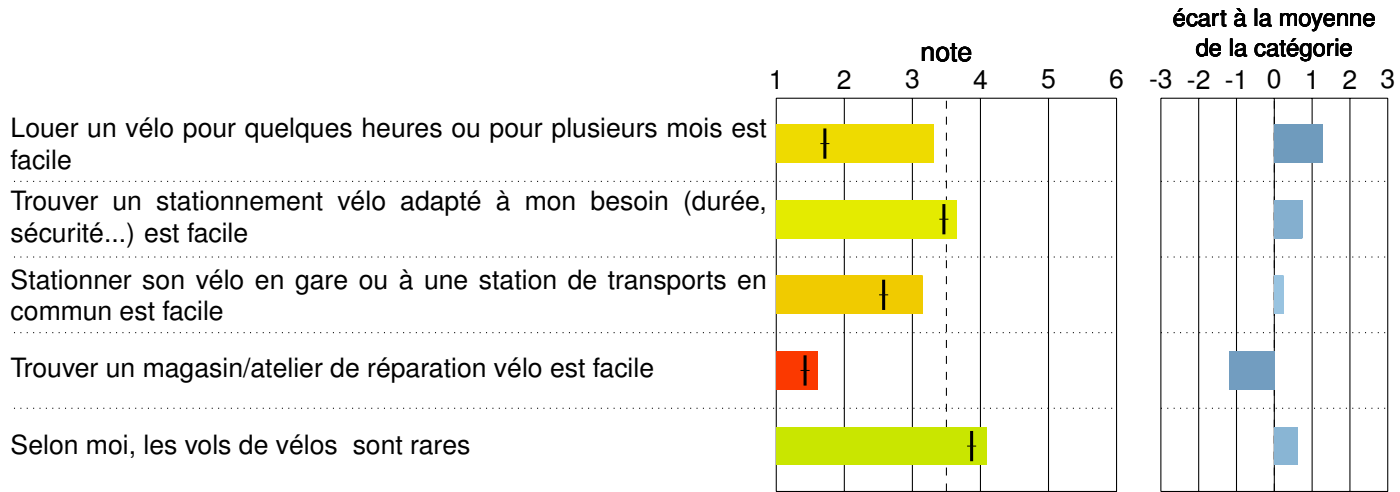 écart à la moyenne
note de la catégorie
1 2 3 4 5 6 -3 -2 -1 0 1 2 3
Louer un vélo pour quelques heures ou pour plusieurs mois est
facile
Trouver un stationnement vélo adapté à mon besoin (durée,
sécurité...) est facile
Stationner son vélo en gare ou à une station de transports en
commun est facile
Trouver un magasin/atelier de réparation vélo est facile
Selon moi, les vols de vélos sont rares